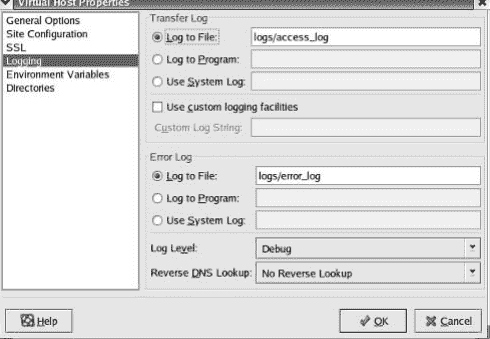 Virtual Host Properties
General Options
Site Configuration
SSL
Logging
Environment Variables
Directories
Transfer Log
Log to File: logs/access_log
Log to Program:
Use System Log:
Use custom logging facilities
Custom Log String:
Error Log
Log to File: logs/error_log
Log to Program:
Use System Log:
Log Level: Debug
Reverse DNS Lookup: No Reverse Lookup
Help
OK
Cancel